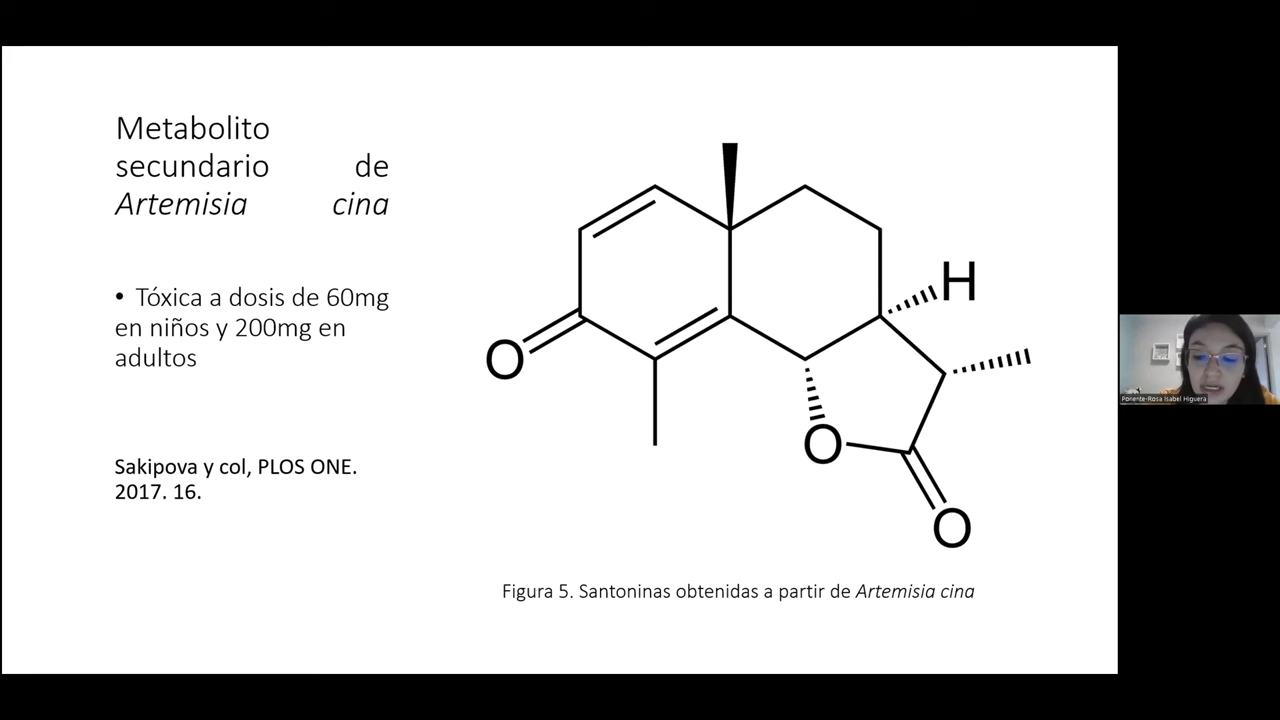 Metabolito
secundario de
Artemisia cina
• Tóxica a dosis de 60mg
en niños y 200mg en
adultos
Sakipova y col, PLOS ONE.
2017. 16.
H
O
O
O
Figura 5. Santoninas obtenidas a partir de Artemisia cina
Ponente-Rosa Isabel Higuera